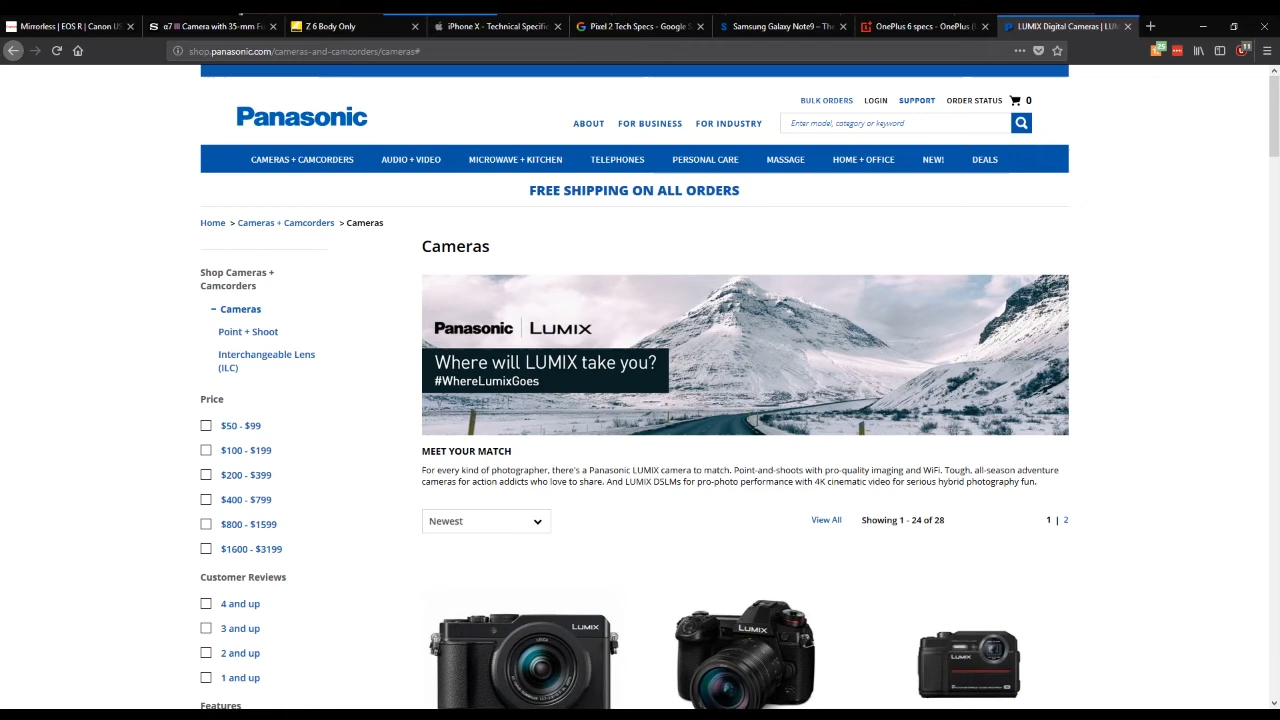 Mirrorless | EOS R | Canon US
α7 III Camera with 35-mm Fu
Z 6 Body Only
iPhone X - Technical Specific
Pixel 2 Tech Specs - Google S
Samsung Galaxy Note9 – The
OnePlus 6 specs - OnePlus (
LUMIX Digital Cameras | LUM
shop.panasonic.com/cameras-and-camcorders/cameras#
25
11
BULK ORDERS LOGIN SUPPORT ORDER STATUS 0
Panasonic
ABOUT FOR BUSINESS FOR INDUSTRY
Enter model, category or keyword
CAMERAS + CAMCORDERS AUDIO + VIDEO MICROWAVE + KITCHEN TELEPHONES PERSONAL CARE MASSAGE HOME + OFFICE NEW! DEALS
FREE SHIPPING ON ALL ORDERS
Home > Cameras + Camcorders > Cameras
Shop Cameras +
Camcorders
– Cameras
Point + Shoot
Interchangeable Lens
(ILC)
Price
$50 - $99
$100 - $199
$200 - $399
$400 - $799
$800 - $1599
$1600 - $3199
Customer Reviews
4 and up
3 and up
2 and up
1 and up
Features
Cameras
Panasonic | LUMIX
Where will LUMIX take you?
#WhereLumixGoes
MEET YOUR MATCH
For every kind of photographer, there's a Panasonic LUMIX camera to match. Point-and-shoots with pro-quality imaging and WiFi. Tough, all-season adventure
cameras for action addicts who love to share. And LUMIX DSLMs for pro-photo performance with 4K cinematic video for serious hybrid photography fun.
Newest
View All Showing 1 - 24 of 28 1 | 2
LUMIX
LUMIX
LUMIX